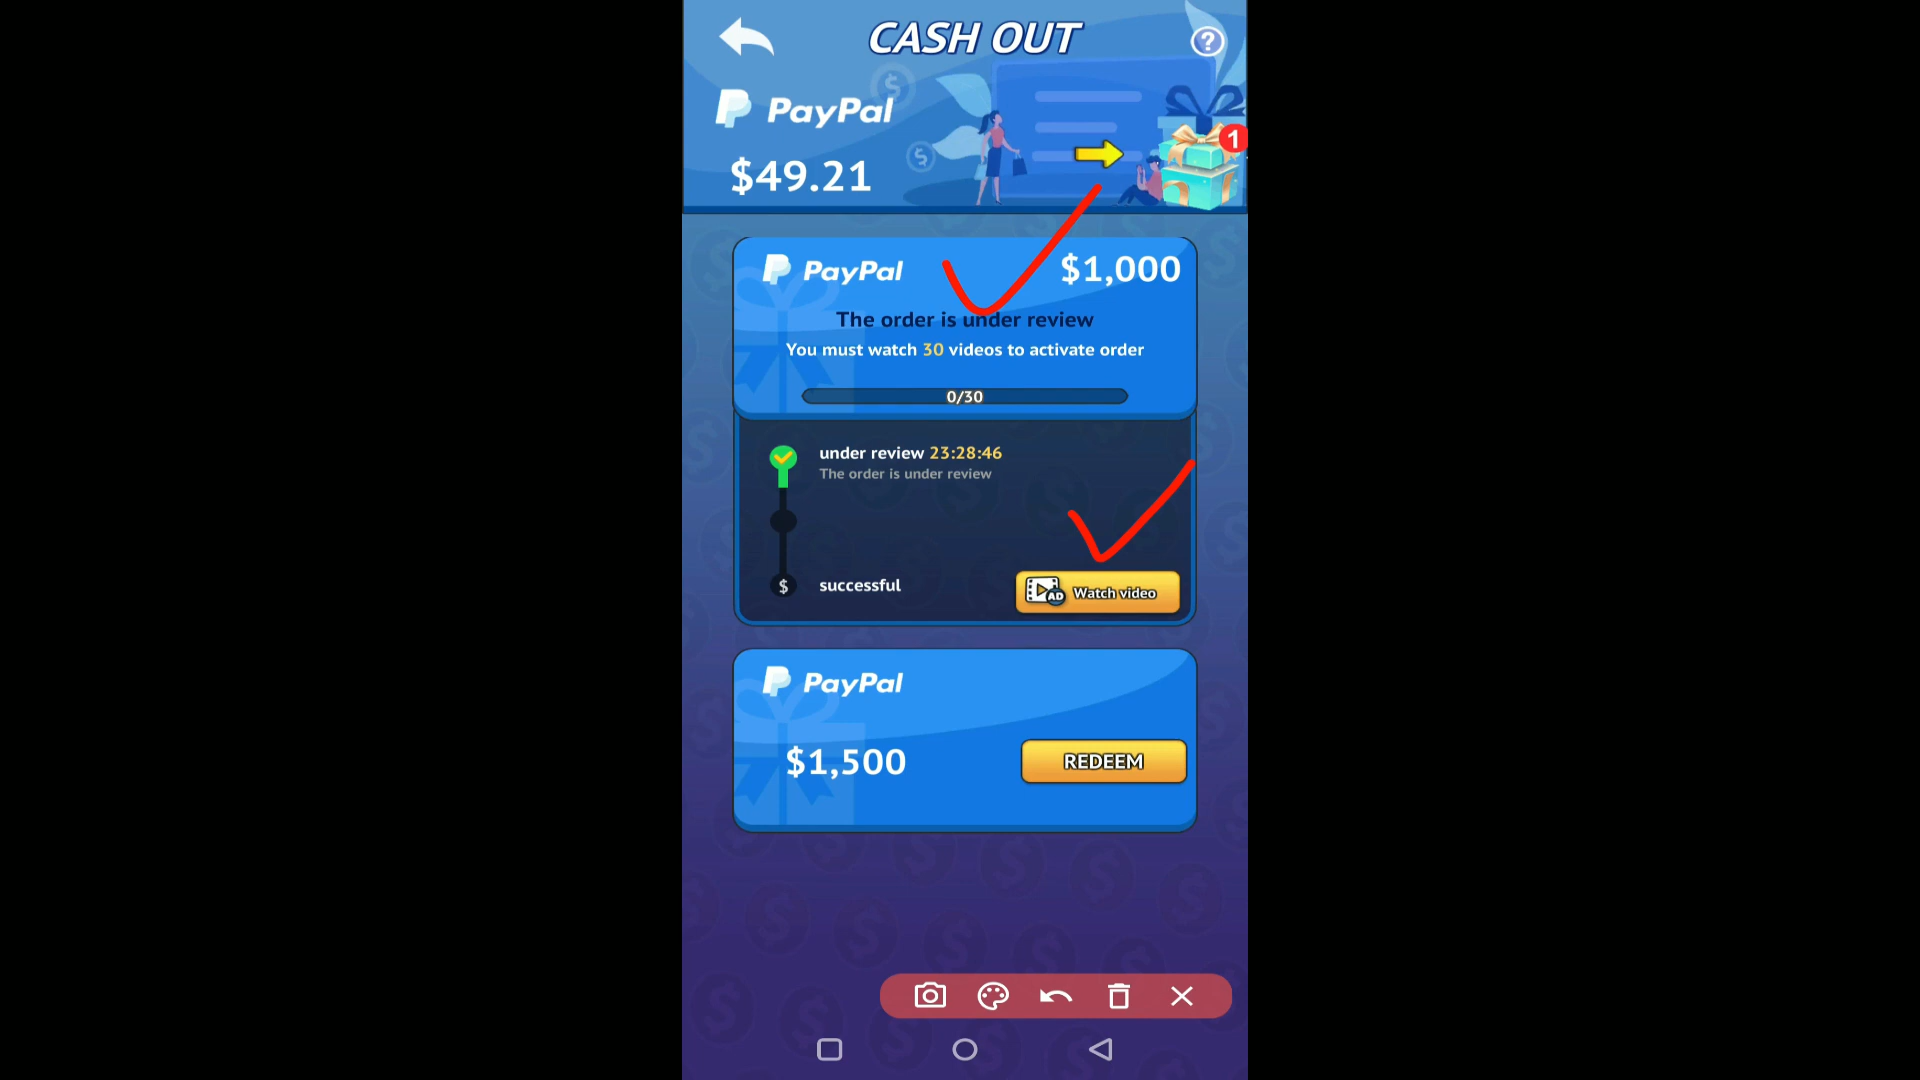 CASH OUT
?
PayPal
1
$49.21
PayPal
$1,000
The order is under review
You must watch 30 videos to activate order
0/30
under review 23:28:46
The order is under review
$ successful
AD Watch video
PayPal
$1,500
REDEEM